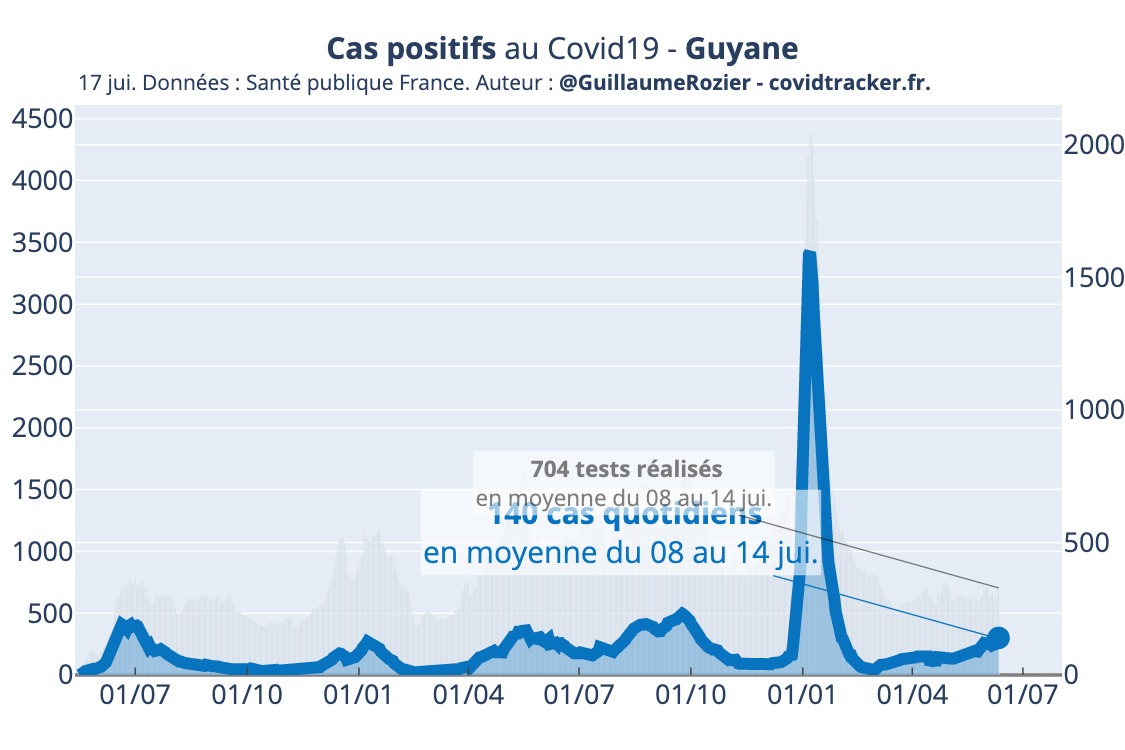 Cas positifs au Covid19 - Guyane
17 jui. Données : Santé publique France. Auteur : @GuillaumeRozier - covidtracker.fr.
4500
4000
3500
3000
2500
2000
1500
1000
500
0
2000
1500
1000
500
0
704 tests réalisés
en moyenne du 08 au 14 jui.
140 cas quotidiens
en moyenne du 08 au 14 jui.
01/07 01/10 01/01 01/04 01/07 01/10 01/01 01/04 01/07